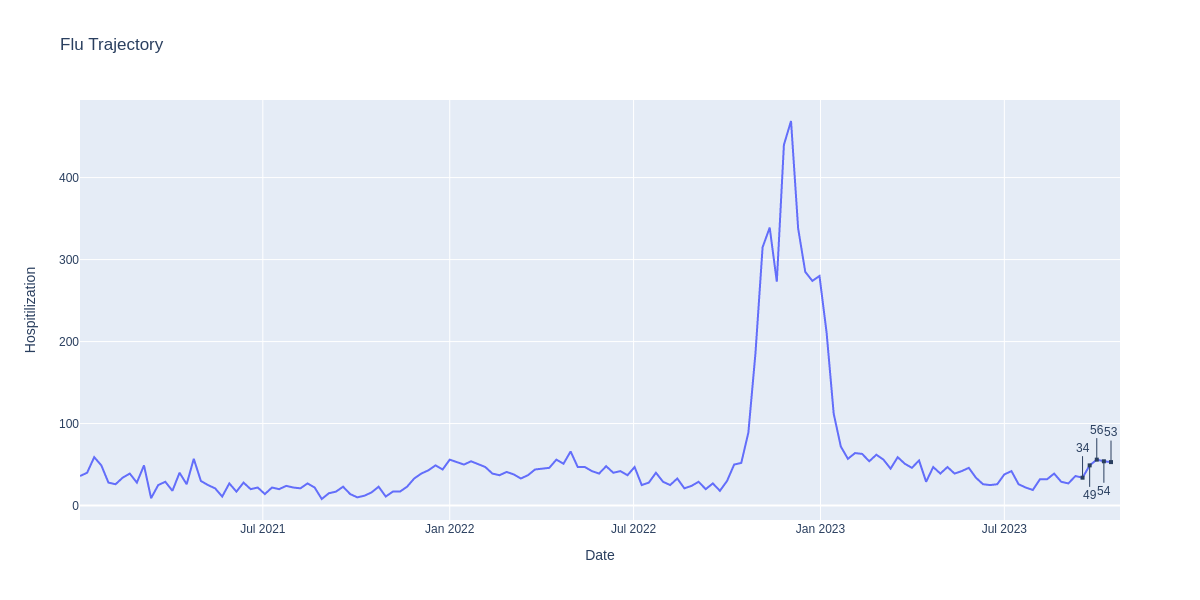 Flu Trajectory
Hospitilization
400
300
200
100
0
34
49
56
54
53
Jul 2021
Jan 2022
Jul 2022
Jan 2023
Jul 2023
Date